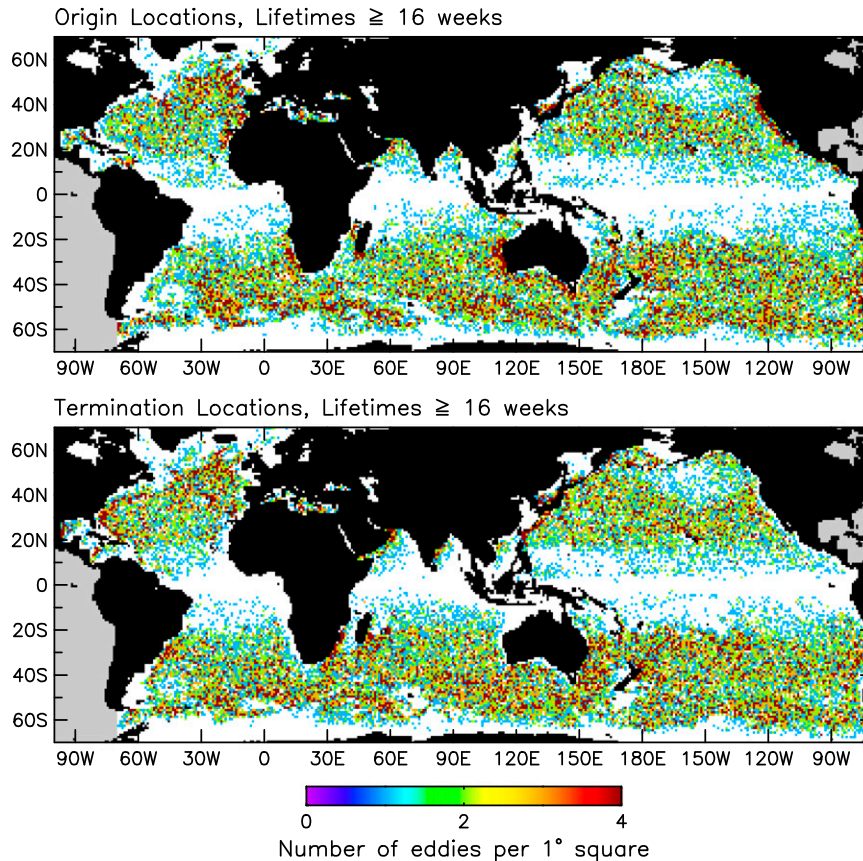 Origin Locations, Lifetimes ≧ 16 weeks
60N
40N
20N
0
20S
40S
60S
90W 60W 30W 0 30E 60E 90E 120E 150E 180E 150W 120W 90W
Termination Locations, Lifetimes ≧ 16 weeks
60N
40N
20N
0
20S
40S
60S
90W 60W 30W 0 30E 60E 90E 120E 150E 180E 150W 120W 90W
0 2 4
Number of eddies per 1° square